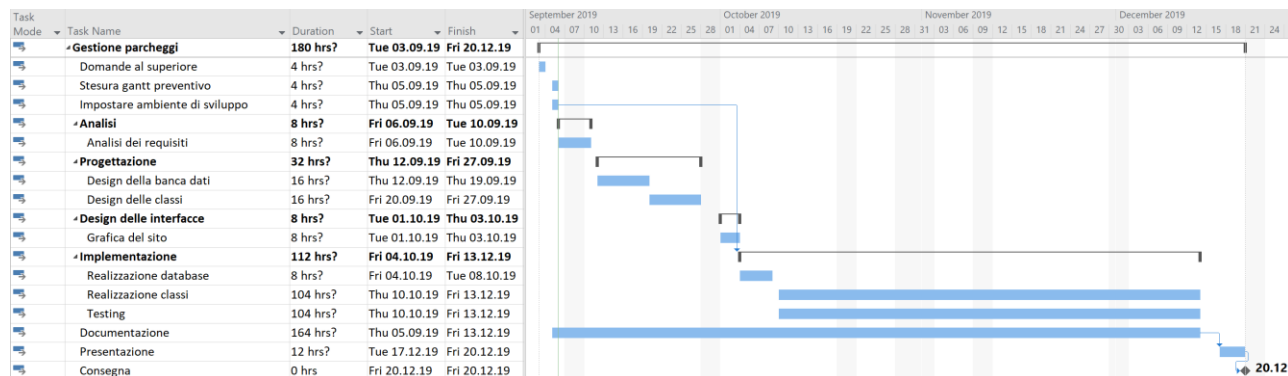 Task Mode Task Name Duration Start Finish
September 2019 October 2019 November 2019 December 2019
01 04 07 10 13 16 19 22 25 28 01 04 07 10 13 16 19 22 25 28 31 03 06 09 12 15 18 21 24 27 30 03 06 09 12 15 18 21 24
Gestione parcheggi 180 hrs? Tue 03.09.19 Fri 20.12.19
Domande al superiore 4 hrs? Tue 03.09.19 Tue 03.09.19
Stesura gantt preventivo 4 hrs? Thu 05.09.19 Thu 05.09.19
Impostare ambiente di sviluppo 4 hrs? Thu 05.09.19 Thu 05.09.19
Analisi 8 hrs? Fri 06.09.19 Tue 10.09.19
Analisi dei requisiti 8 hrs? Fri 06.09.19 Tue 10.09.19
Progettazione 32 hrs? Thu 12.09.19 Fri 27.09.19
Design della banca dati 16 hrs? Thu 12.09.19 Thu 19.09.19
Design delle classi 16 hrs? Fri 20.09.19 Fri 27.09.19
Design delle interfacce 8 hrs? Tue 01.10.19 Thu 03.10.19
Grafica del sito 8 hrs? Tue 01.10.19 Thu 03.10.19
Implementazione 112 hrs? Fri 04.10.19 Fri 13.12.19
Realizzazione database 8 hrs? Fri 04.10.19 Tue 08.10.19
Realizzazione classi 104 hrs? Thu 10.10.19 Fri 13.12.19
Testing 104 hrs? Thu 10.10.19 Fri 13.12.19
Documentazione 164 hrs? Thu 05.09.19 Fri 13.12.19
Presentazione 12 hrs? Tue 17.12.19 Fri 20.12.19
Consegna 0 hrs Fri 20.12.19 Fri 20.12.19 20.12